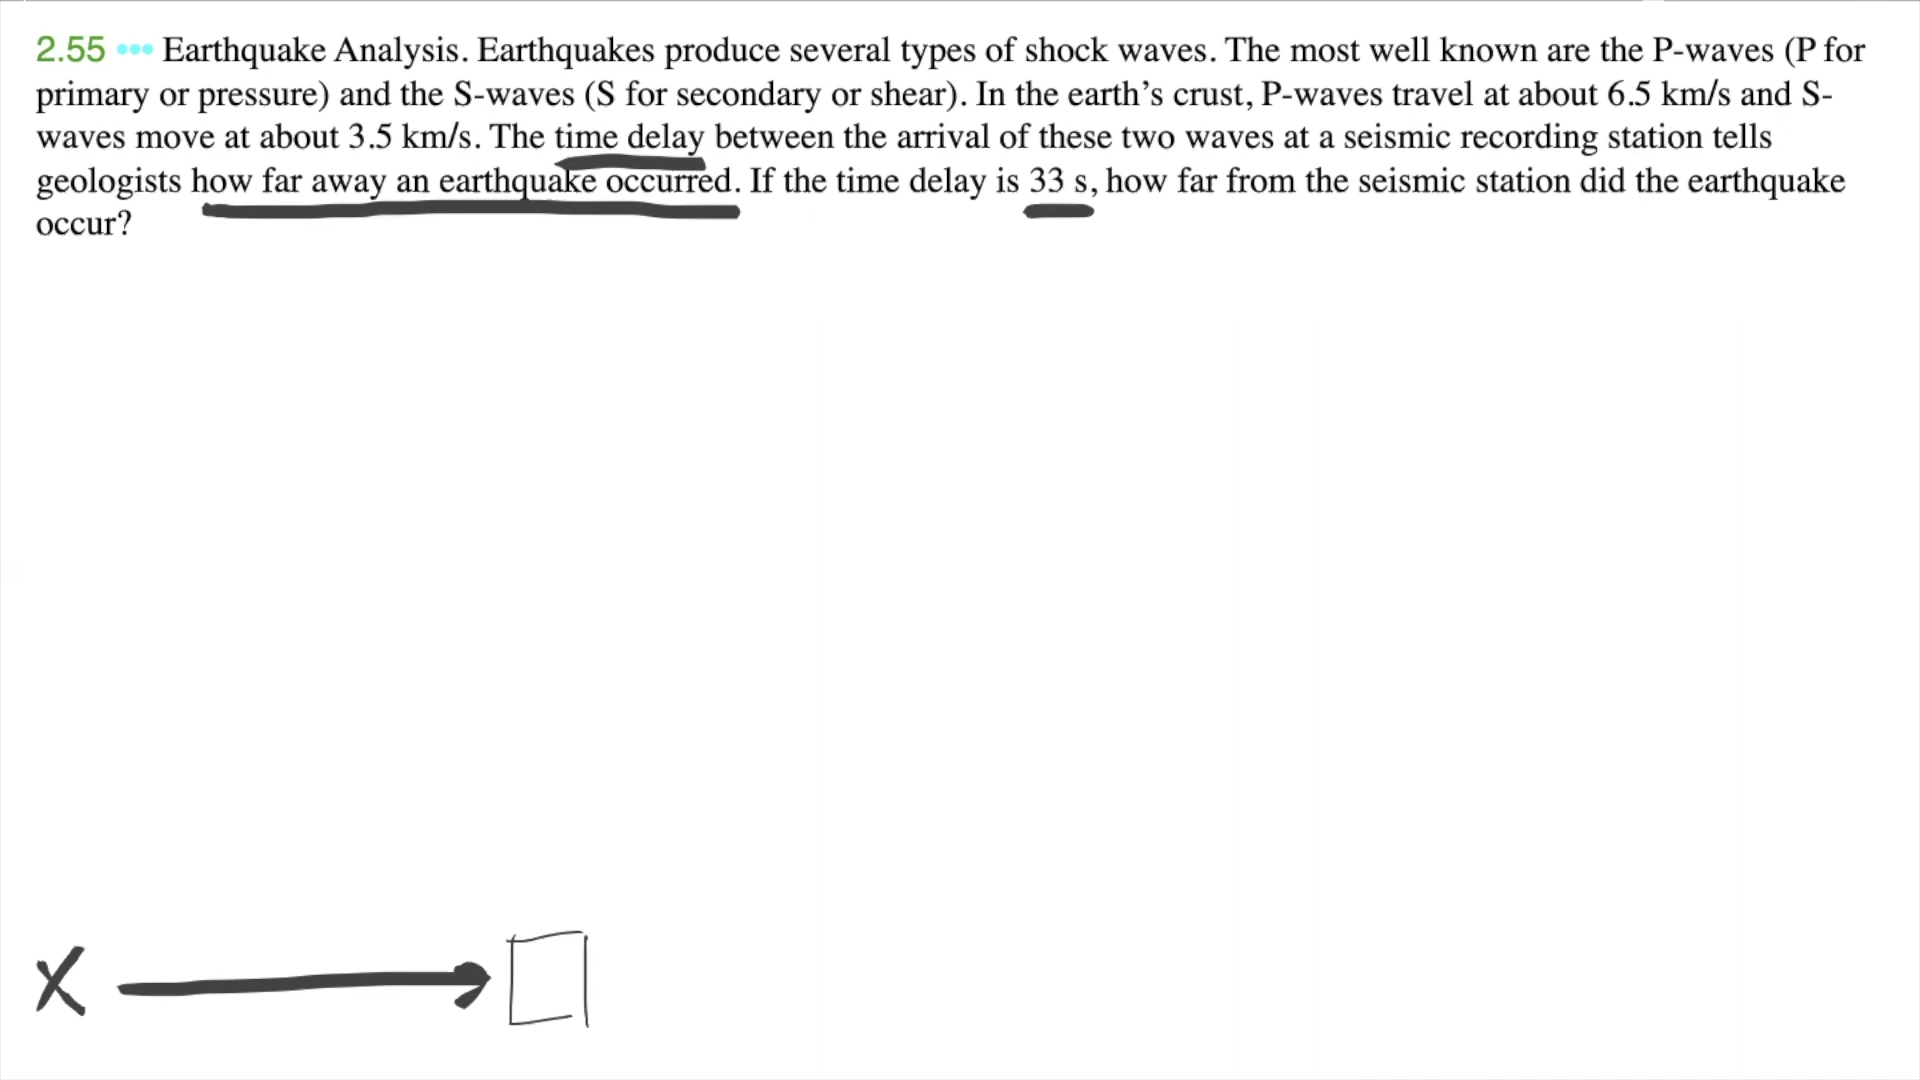 2.55 ••• Earthquake Analysis. Earthquakes produce several types of shock waves. The most well known are the P-waves (P for
primary or pressure) and the S-waves (S for secondary or shear). In the earth’s crust, P-waves travel at about 6.5 km/s and S-
waves move at about 3.5 km/s. The time delay between the arrival of these two waves at a seismic recording station tells
geologists how far away an earthquake occurred. If the time delay is 33 s, how far from the seismic station did the earthquake
occur?
X